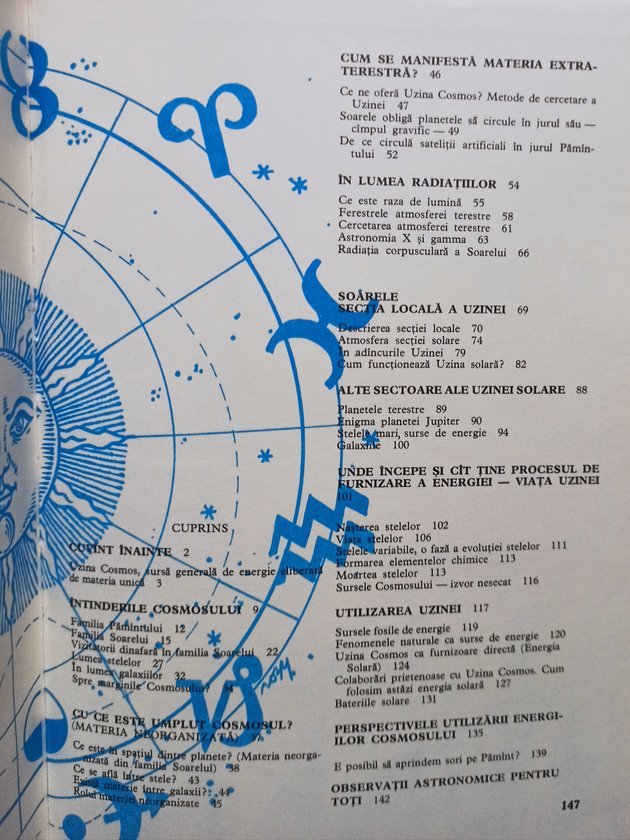 CUPRINS
CUVÎNT ÎNAINTE 2
Uzina Cosmos, sursă generală de energie eliberată
de materia unică 3
ÎNTINDERILE COSMOSULUI 9
Familia Pămîntului 12
Familia Soarelui 15
Vizitatorii dinafară în familia Soarelui 22
Lumea stelelor 27
În lumea galaxiilor 32
Spre marginile Cosmosului? 34
CU CE ESTE UMPLUT COSMOSUL?
(MATERIA NEORGANIZATĂ) 37
Ce este în spațiul dintre planete? (Materia neorga-
nizată din familia Soarelui) 38
Ce se află între stele? 43
Există materie între galaxii? 44
Rolul materiei neorganizate 45
CUM SE MANIFESTĂ MATERIA EXTRA-
TERESTRĂ? 46
Ce ne oferă Uzina Cosmos? Metode de cercetare a
Uzinei 47
Soarele obligă planetele să circule în jurul său —
cîmpul gravific — 49
De ce circulă sateliții artificiali în jurul Pămîn-
tului 52
ÎN LUMEA RADIAȚIILOR 54
Ce este raza de lumină 55
Ferestrele atmosferei terestre 58
Cercetarea atmosferei terestre 61
Astronomia X și gamma 63
Radiația corpusculară a Soarelui 66
SOARELE
SECȚIA LOCALĂ A UZINEI 69
Descrierea secției locale 70
Atmosfera secției solare 74
În adîncurile Uzinei 79
Cum funcționează Uzina solară? 82
ALTE SECTOARE ALE UZINEI SOLARE 88
Planetele terestre 89
Enigma planetei Jupiter 90
Stelele mari, surse de energie 94
Galaxiile 100
UNDE ÎNCEPE ȘI CÎT ȚINE PROCESUL DE
FURNIZARE A ENERGIEI — VIAȚA UZINEI
101
Nașterea stelelor 102
Viața stelelor 106
Stelele variabile, o fază a evoluției stelelor 111
Formarea elementelor chimice 113
Moartea stelelor 113
Sursele Cosmosului — izvor nesecat 116
UTILIZAREA UZINEI 117
Sursele fosile de energie 119
Fenomenele naturale ca surse de energie 120
Uzina Cosmos ca furnizoare directă (Energia
Solară) 124
Colaborări prietenoase cu Uzina Cosmos. Cum
folosim astăzi energia solară 127
Bateriile solare 131
PERSPECTIVELE UTILIZĂRII ENERGI-
ILOR COSMOSULUI 135
E posibil să aprindem sori pe Pămînt? 139
OBSERVAȚII ASTRONOMICE PENTRU
TOȚI 142
147